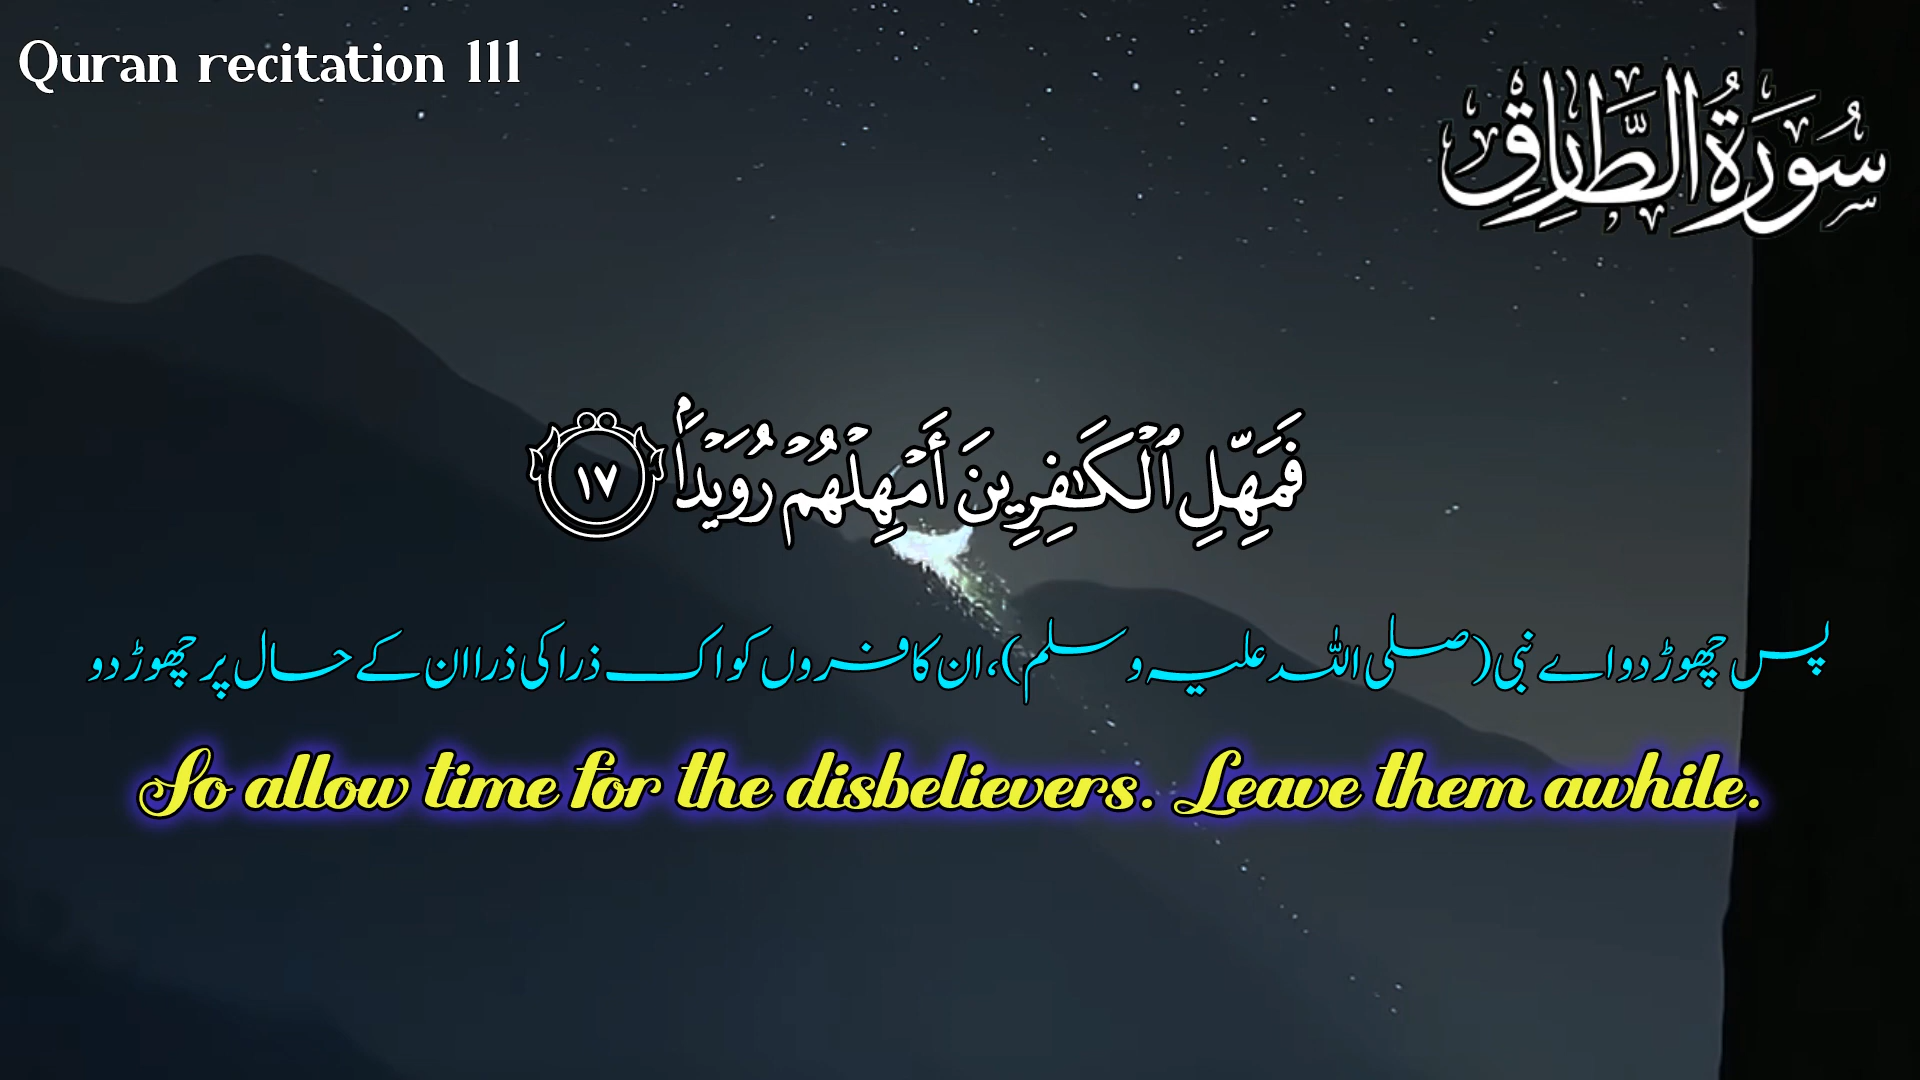 Quran recitation 111
سُورَةُ الطَّارِقِ
فَمَهِّلِ ٱلْكَـٰفِرِينَ أَمْهِلْهُمْ رُوَيْدَۢا ١٧
پس چھوڑ دو اے نبی (صلی اللہ علیہ وسلم)، ان کافروں کو اک ذرا کی ذرا ان کے حال پر چھوڑ دو
So allow time for the disbelievers. Leave them awhile.